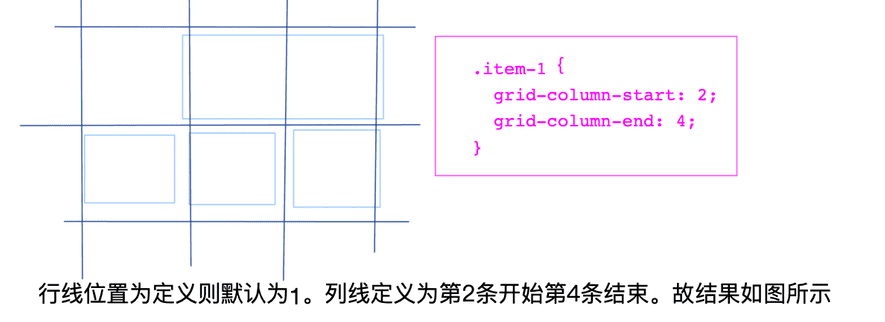 .item-1 {
grid-column-start: 2;
grid-column-end: 4;
}
行线位置为定义则默认为1。列线定义为第2条开始第4条结束。故结果如图所示